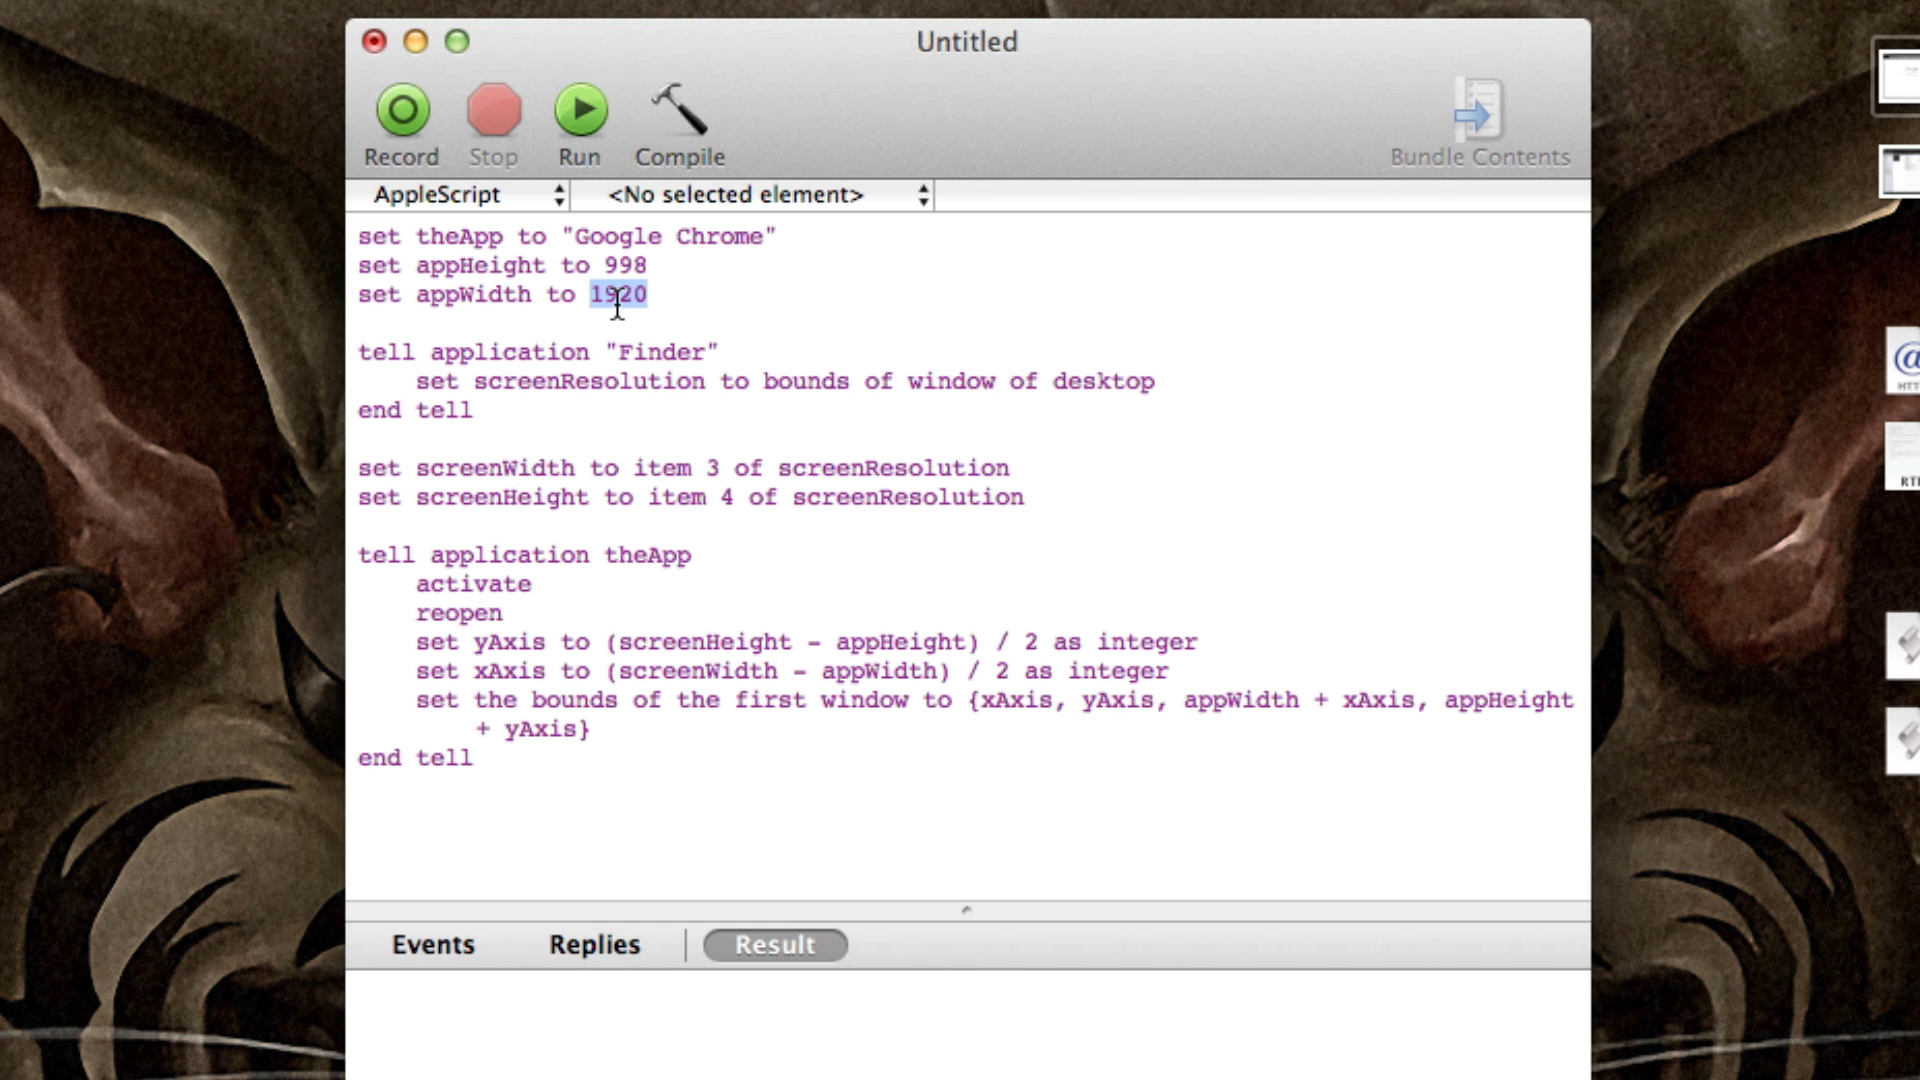 Untitled
Record Stop Run Compile Bundle Contents
AppleScript <No selected element>
set theApp to "Google Chrome"
set appHeight to 998
set appWidth to 1920
tell application "Finder"
set screenResolution to bounds of window of desktop
end tell
set screenWidth to item 3 of screenResolution
set screenHeight to item 4 of screenResolution
tell application theApp
activate
reopen
set yAxis to (screenHeight - appHeight) / 2 as integer
set xAxis to (screenWidth - appWidth) / 2 as integer
set the bounds of the first window to {xAxis, yAxis, appWidth + xAxis, appHeight
+ yAxis}
end tell
Events Replies Result